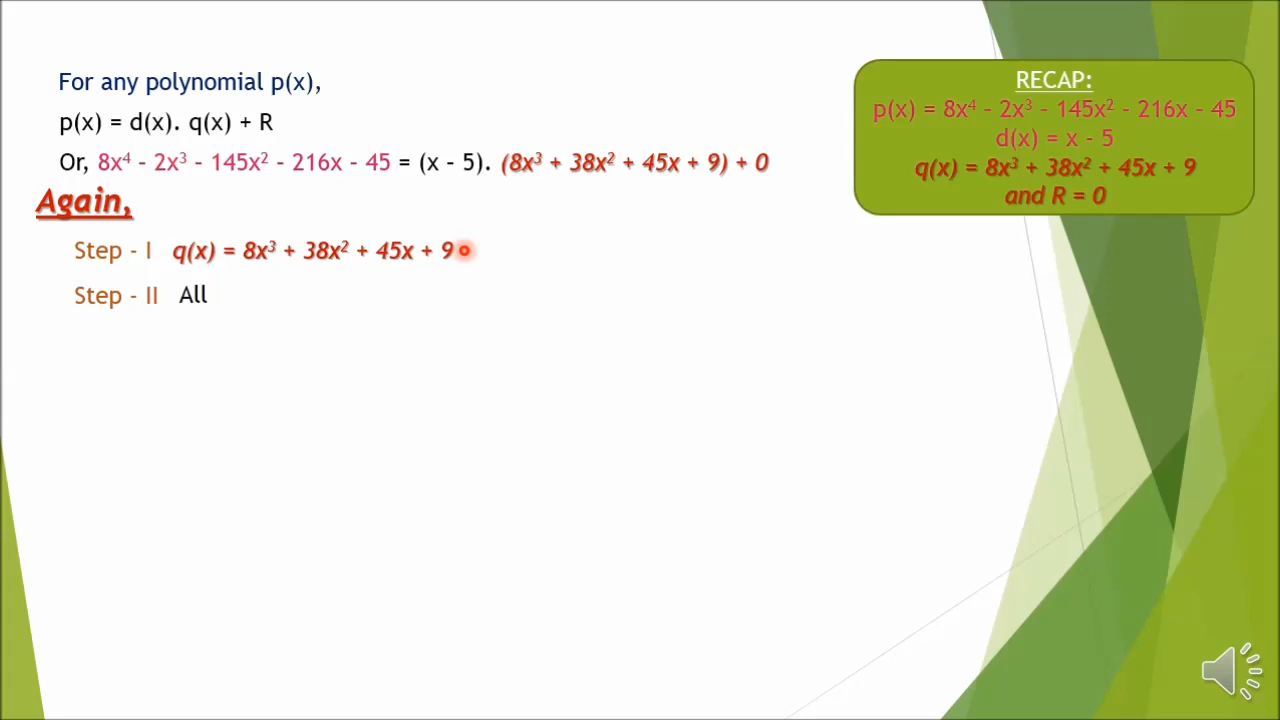 For any polynomial p(x),
p(x) = d(x). q(x) + R
Or, 8x⁴ - 2x³ - 145x² - 216x - 45 = (x - 5). (8x³ + 38x² + 45x + 9) + 0
Again,
Step - I q(x) = 8x³ + 38x² + 45x + 9
Step - II All
RECAP:
p(x) = 8x⁴ - 2x³ - 145x² - 216x - 45
d(x) = x - 5
q(x) = 8x³ + 38x² + 45x + 9
and R = 0